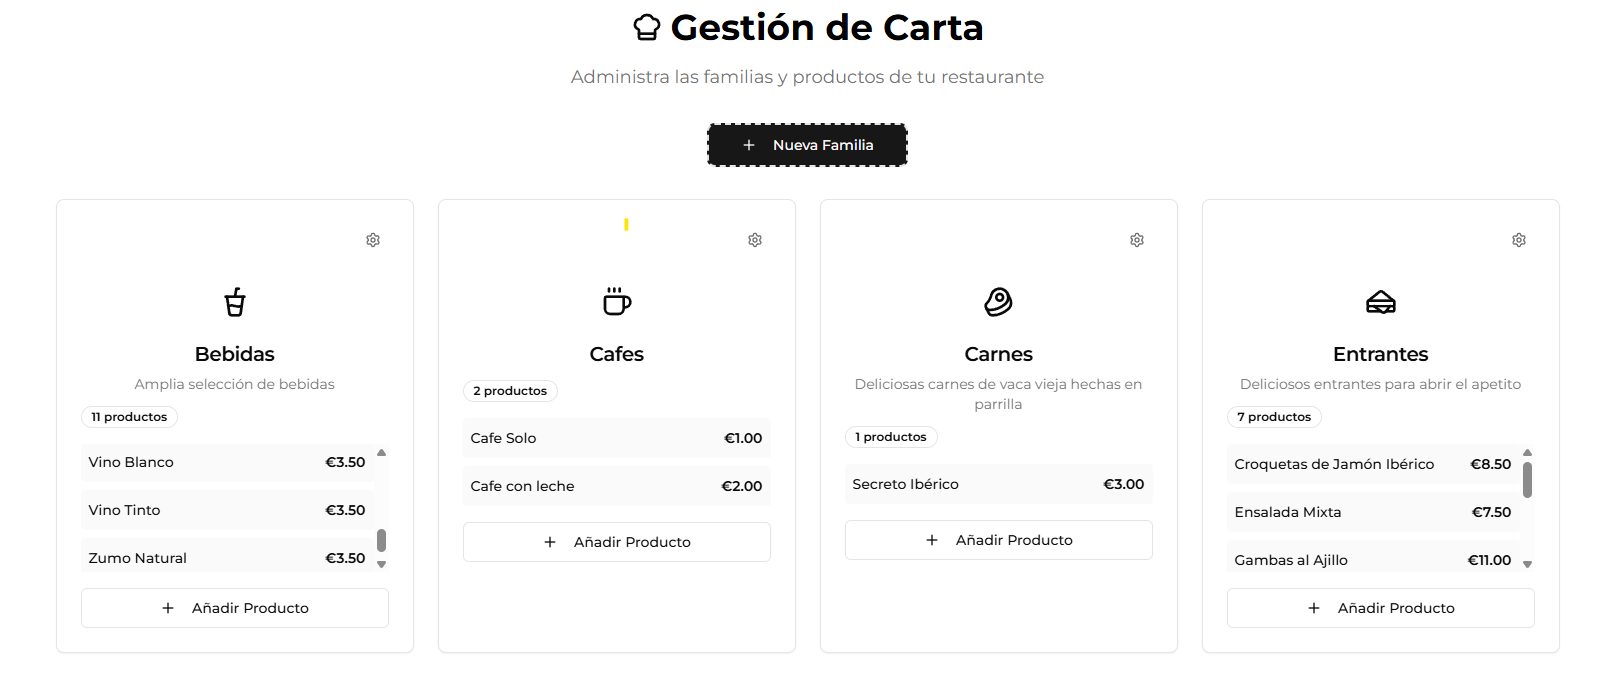 Gestión de Carta
Administra las familias y productos de tu restaurante
+ Nueva Familia
Bebidas
Amplia selección de bebidas
11 productos
Vino Blanco €3.50
Vino Tinto €3.50
Zumo Natural €3.50
+ Añadir Producto
Cafes
2 productos
Cafe Solo €1.00
Cafe con leche €2.00
+ Añadir Producto
Carnes
Deliciosas carnes de vaca vieja hechas en
parrilla
1 productos
Secreto Ibérico €3.00
+ Añadir Producto
Entrantes
Deliciosos entrantes para abrir el apetito
7 productos
Croquetas de Jamón Ibérico €8.50
Ensalada Mixta €7.50
Gambas al Ajillo €11.00
+ Añadir Producto